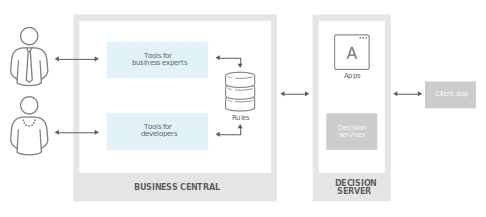 Tools for
business experts
A
Apps
Rules
Client app
Tools for
developers
Decision
services
BUSINESS CENTRAL
DECISION
SERVER